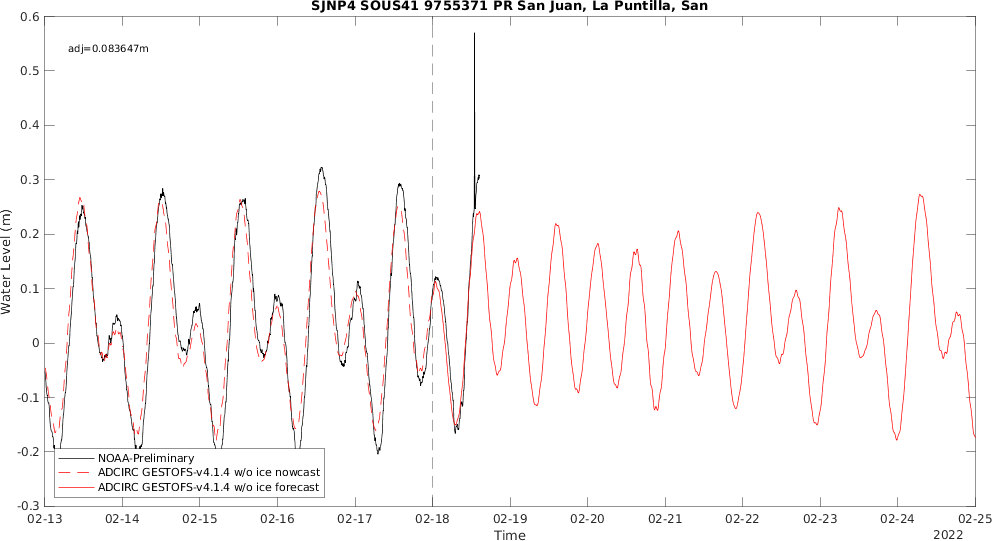 SJNP4 SOUS41 9755371 PR San Juan, La Puntilla, San
adj=0.083647m
Water Level (m)
0.6
0.5
0.4
0.3
0.2
0.1
0
-0.1
-0.2
-0.3
NOAA-Preliminary
ADCIRC GESTOFS-v4.1.4 w/o ice nowcast
ADCIRC GESTOFS-v4.1.4 w/o ice forecast
02-13 02-14 02-15 02-16 02-17 02-18 02-19 02-20 02-21 02-22 02-23 02-24 02-25
Time
2022